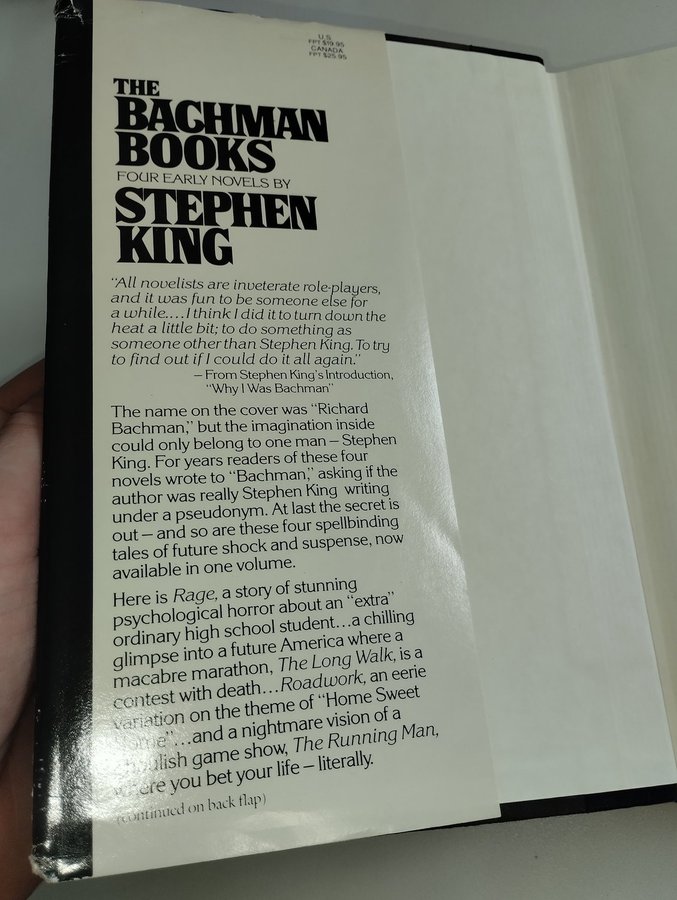 U.S.
FPT $19.95
CANADA
FPT $25.95
THE
BACHMAN
BOOKS
FOUR EARLY NOVELS BY
STEPHEN
KING
"All novelists are inveterate role-players,
and it was fun to be someone else for
a while....I think I did it to turn down the
heat a little bit; to do something as
someone other than Stephen King. To try
to find out if I could do it all again."
– From Stephen King's Introduction,
"Why I Was Bachman"
The name on the cover was "Richard
Bachman," but the imagination inside
could only belong to one man – Stephen
King. For years readers of these four
novels wrote to "Bachman," asking if the
author was really Stephen King writing
under a pseudonym. At last the secret is
out – and so are these four spellbinding
tales of future shock and suspense, now
available in one volume.
Here is Rage, a story of stunning
psychological horror about an "extra"
ordinary high school student...a chilling
glimpse into a future America where a
macabre marathon, The Long Walk, is a
contest with death...Roadwork, an eerie
variation on the theme of "Home Sweet
Home"...and a nightmare vision of a
ghoulish game show, The Running Man,
where you bet your life – literally.
(continued on back flap)